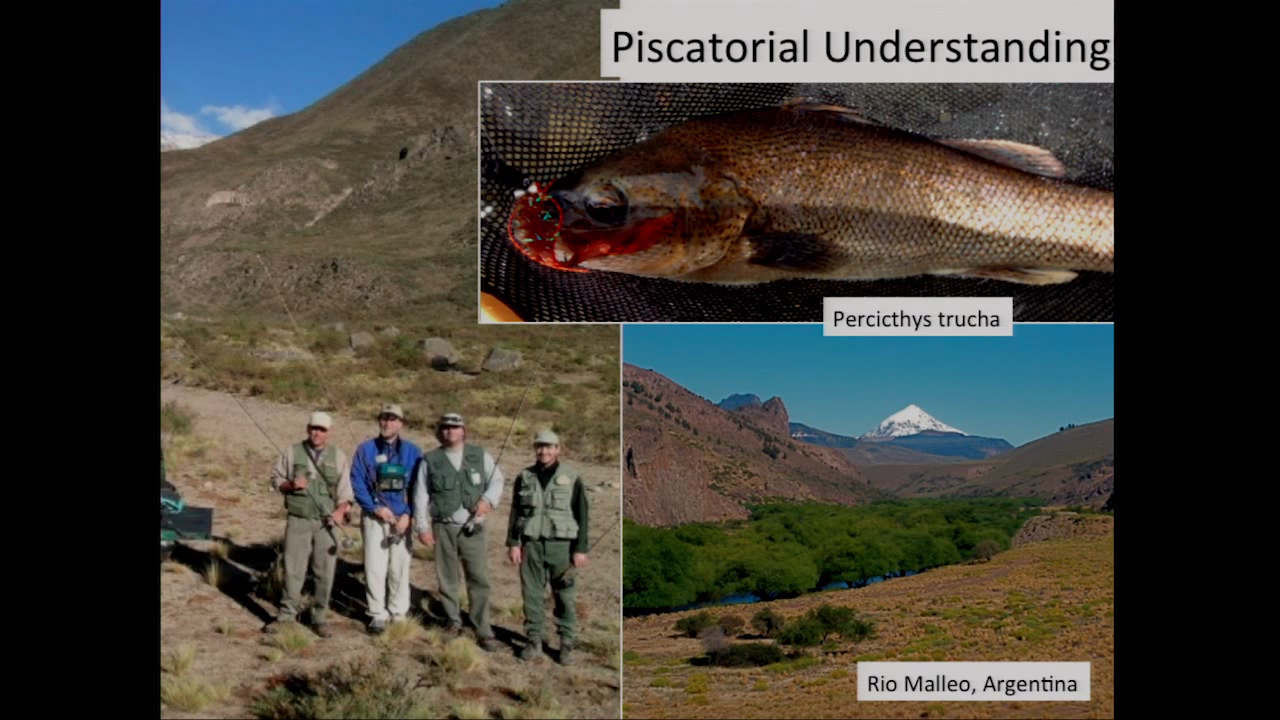 Piscatorial Understanding
Percicthys trucha
Rio Malleo, Argentina